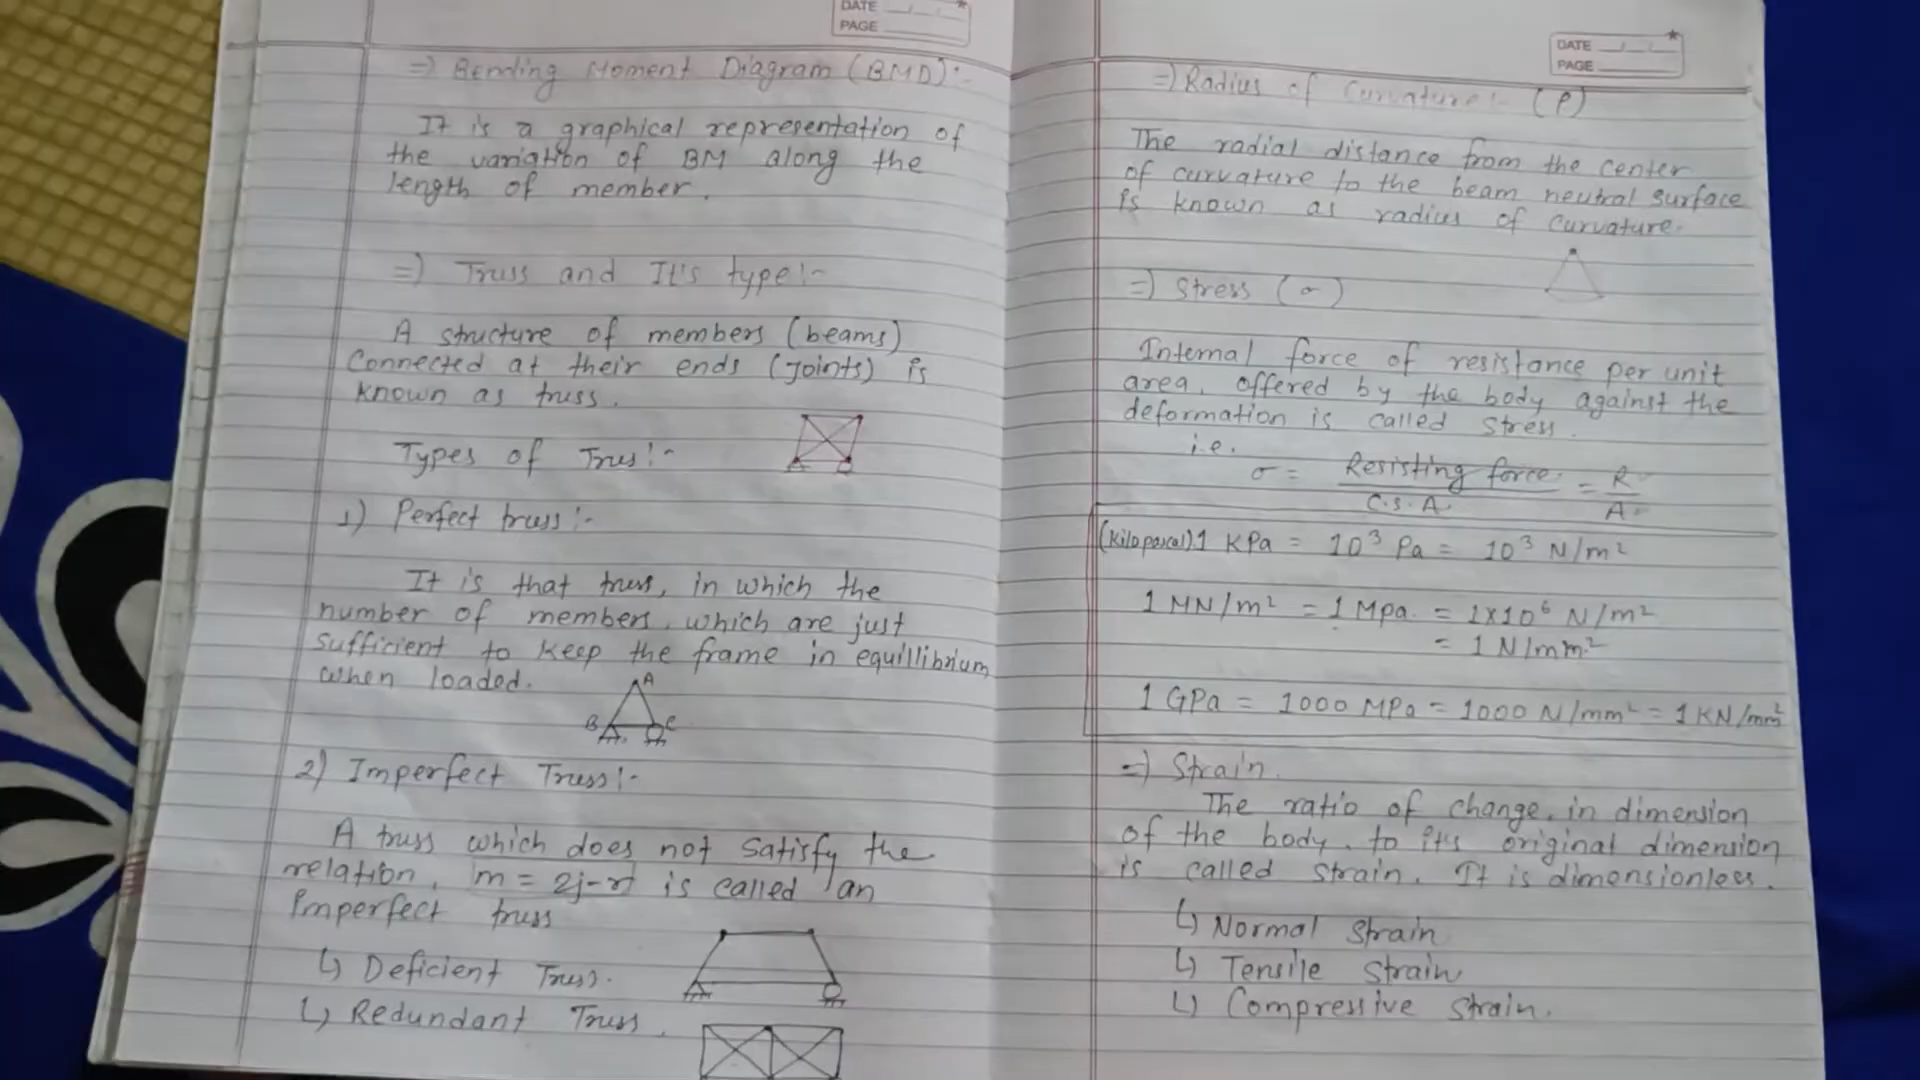 DATE
PAGE
=) Bending Moment Diagram (BMD):-
It is a graphical representation of
the variation of BM along the
length of member.
=) Truss and It's type:-
A structure of members (beams)
Connected at their ends (Joints) is
known as truss.
Types of Trus:-
1) Perfect truss:-
It is that truss, in which the
number of members, which are just
sufficient to keep the frame in equillibrium
when loaded.
A
B
C
2) Imperfect Truss:-
A truss which does not satisfy the
relation, m = 2j-r is called an
Imperfect truss
↳ Deficient Truss.
↳ Redundant Truss.
DATE
PAGE
=) Radius of Curvature:- (ρ)
The radial distance from the center
of curvature to the beam neutral surface
is known as radius of curvature.
=) Stress (σ)
Internal force of resistance per unit
area, offered by the body against the
deformation is called stress.
i.e.
σ = Resisting force / C.S.A = R / A
(Kilopascal) 1 KPa = 10³ Pa = 10³ N/m²
1 MN/m² = 1 Mpa = 1x10⁶ N/m²
= 1 N/mm²
1 GPa = 1000 MPa = 1000 N/mm² = 1 KN/mm²
=) Strain.
The ratio of change in dimension
of the body, to it's original dimension
is called strain. It is dimensionless.
↳ Normal strain
↳ Tensile strain
↳ Compressive strain.